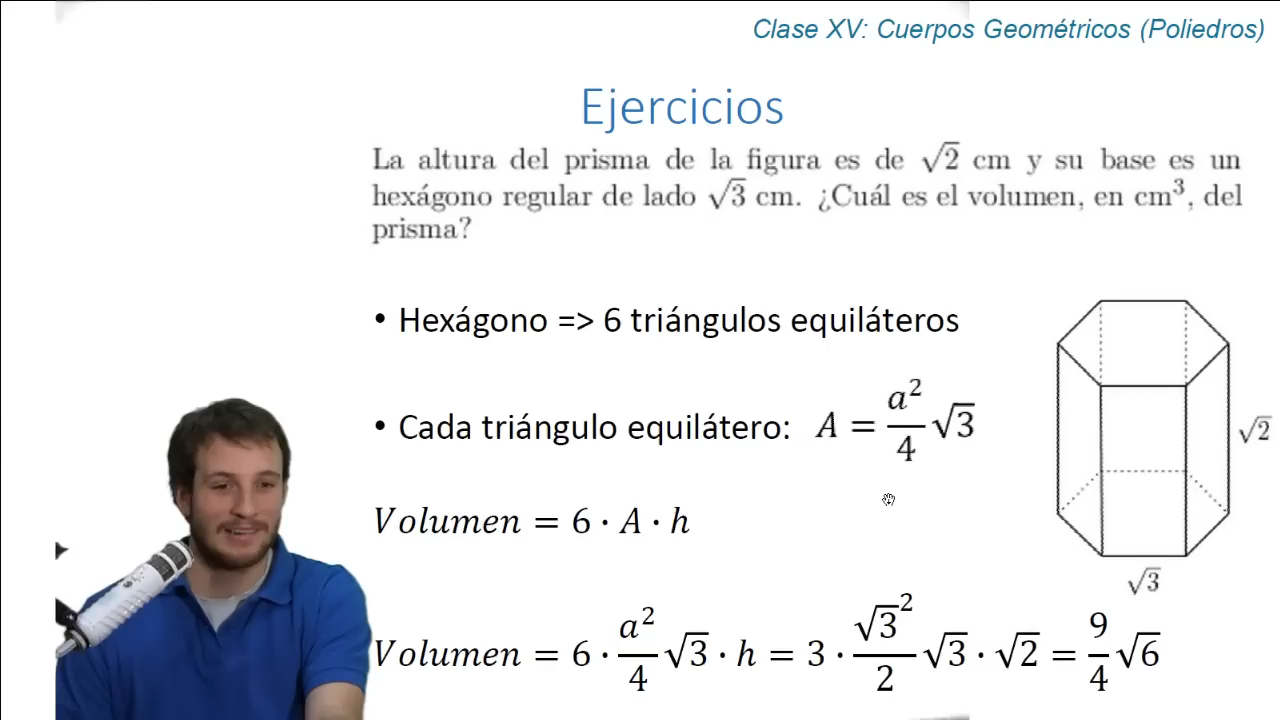 Clase XV: Cuerpos Geométricos (Poliedros)
Ejercicios
La altura del prisma de la figura es de √2 cm y su base es un
hexágono regular de lado √3 cm. ¿Cuál es el volumen, en cm³, del
prisma?
• Hexágono => 6 triángulos equiláteros
• Cada triángulo equilátero: A = a²/4 √3
√2
Volumen = 6 · A · h
√3
Volumen = 6 · a²/4 √3 · h = 3 · √3²/2 √3 · √2 = 9/4 √6